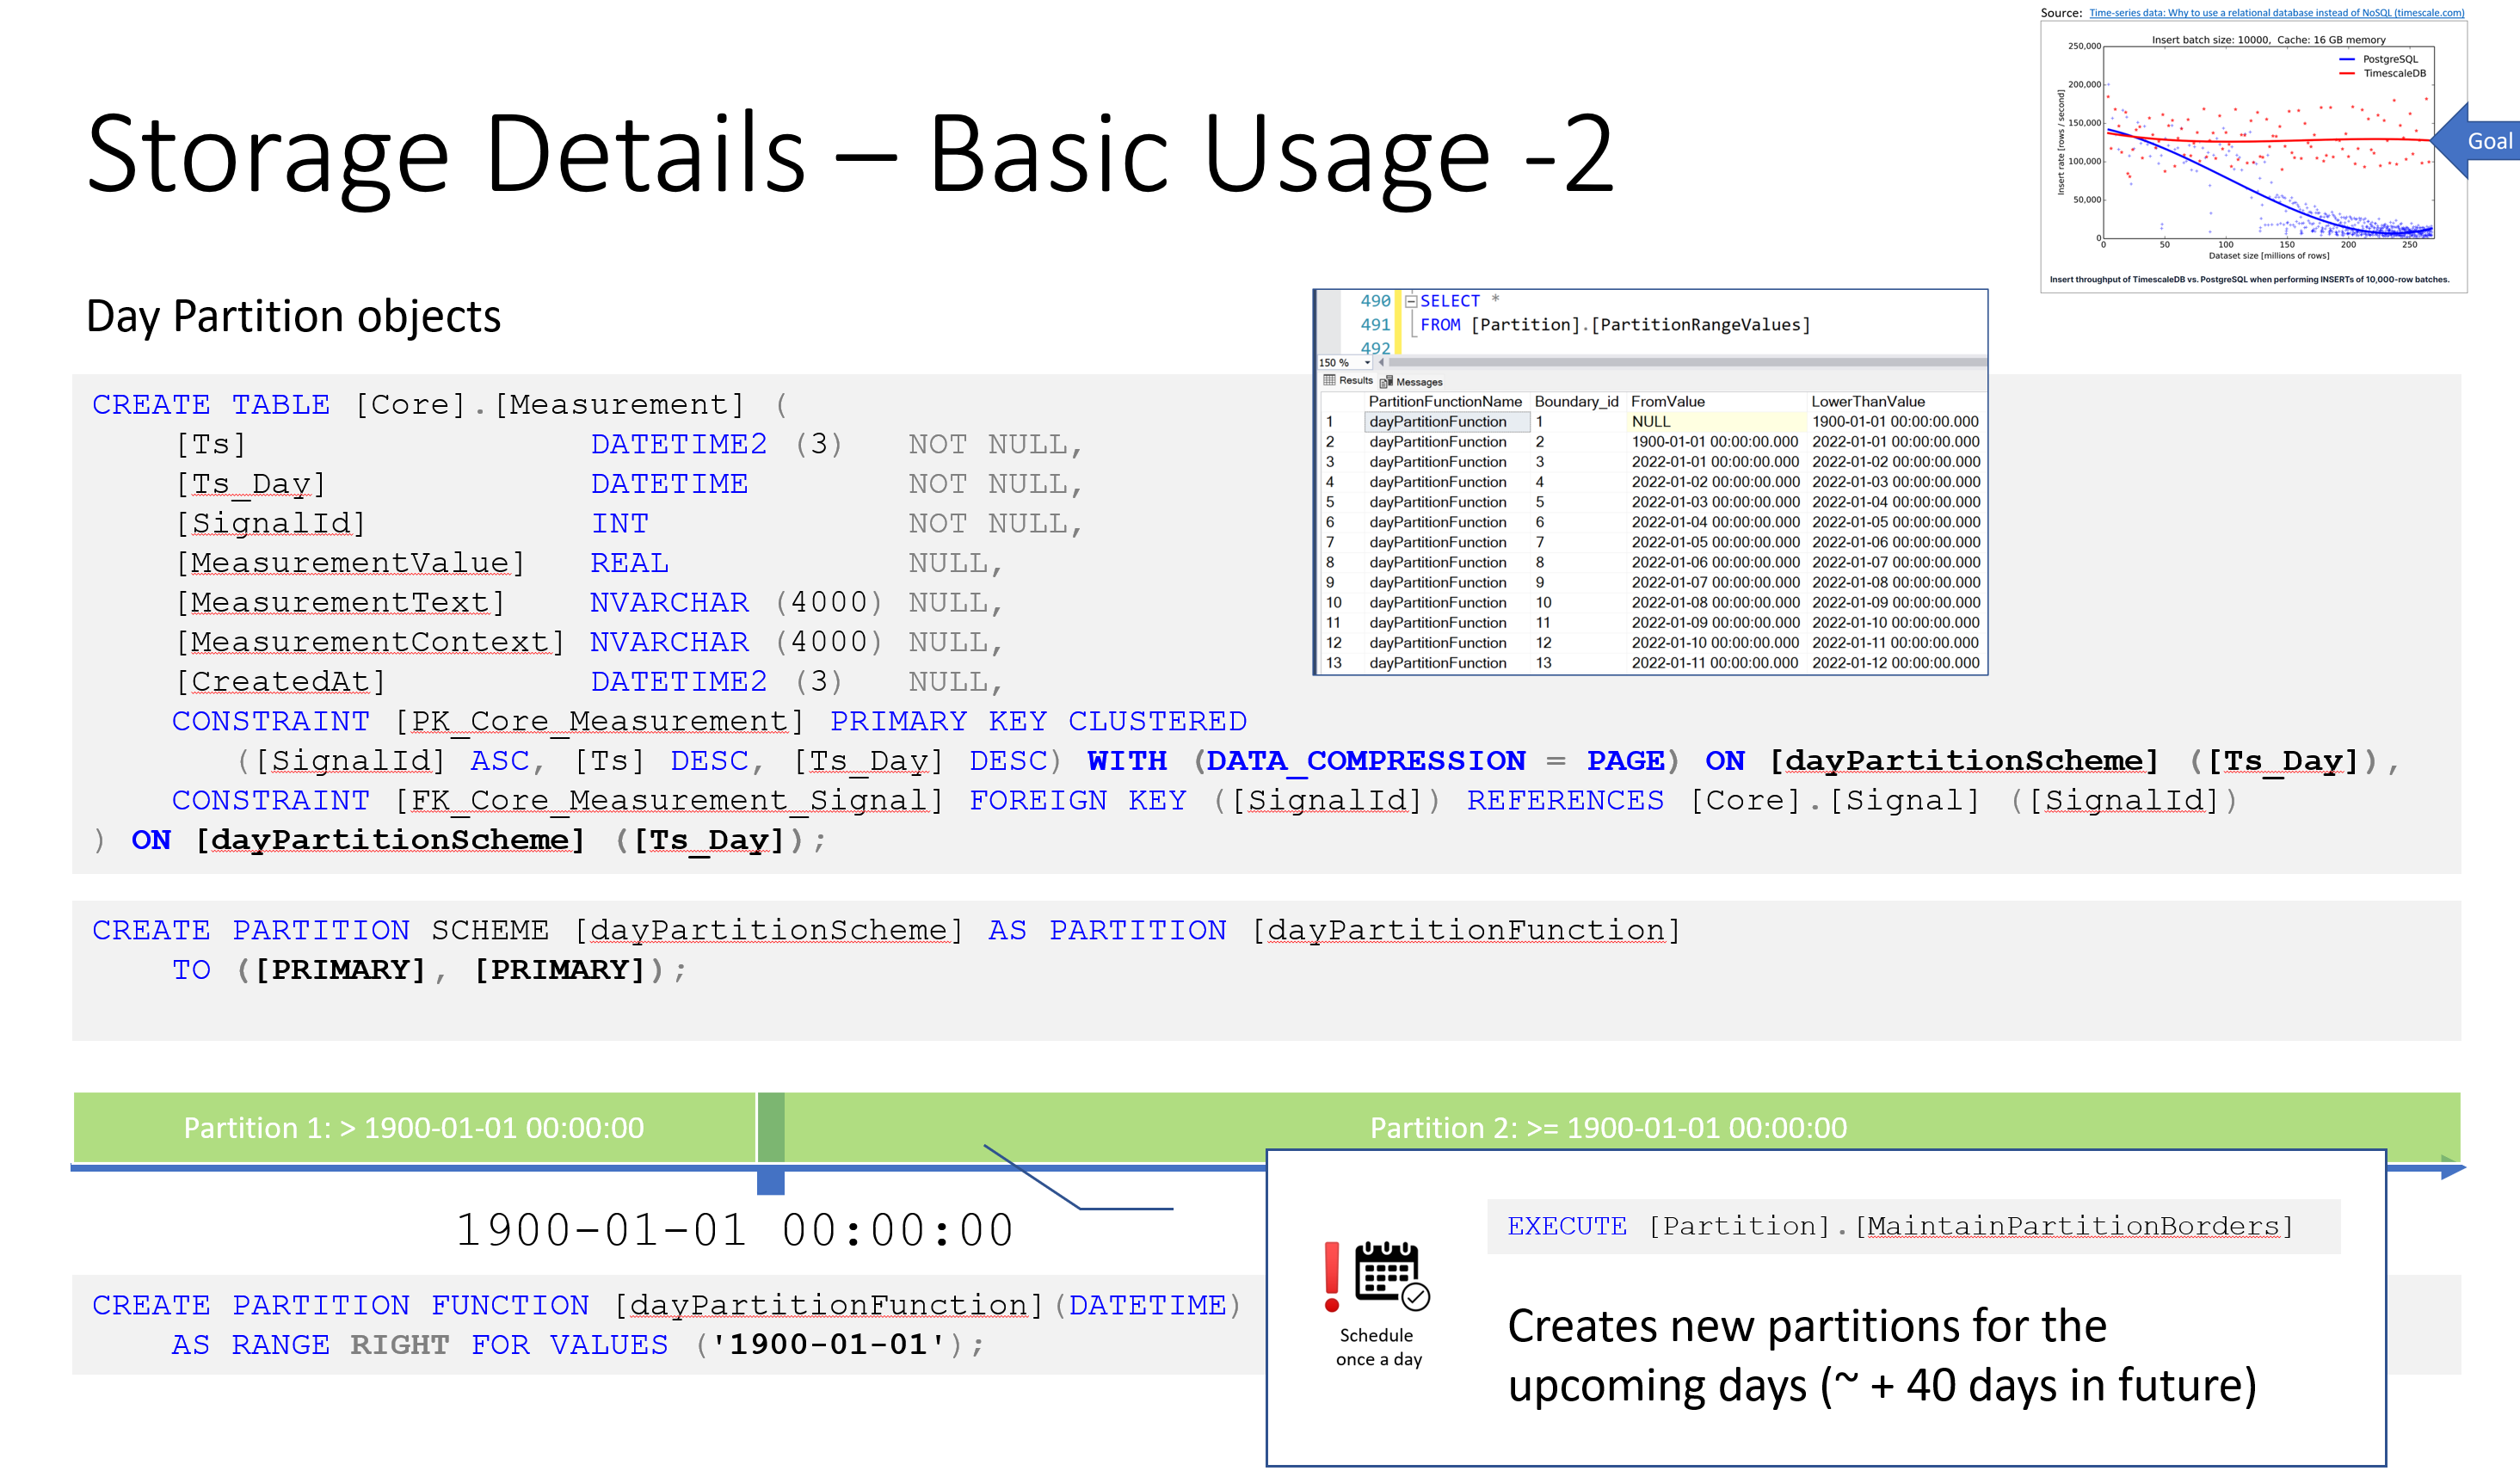 Source: Time-series data: Why to use a relational database instead of NoSQL (timescale.com)
Insert batch size: 10000, Cache: 16 GB memory
250,000
200,000
150,000
100,000
50,000
0
PostgreSQL
TimescaleDB
Insert rate [rows / second]
0 50 100 150 200 250
Dataset size [millions of rows]
Insert throughput of TimescaleDB vs. PostgreSQL when performing INSERTs of 10,000-row batches.
Goal
Storage Details – Basic Usage -2
Day Partition objects
490 SELECT *
491 FROM [Partition].[PartitionRangeValues]
492
150 %
Results Messages
PartitionFunctionName Boundary_id FromValue LowerThanValue
1 dayPartitionFunction 1 NULL 1900-01-01 00:00:00.000
2 dayPartitionFunction 2 1900-01-01 00:00:00.000 2022-01-01 00:00:00.000
3 dayPartitionFunction 3 2022-01-01 00:00:00.000 2022-01-02 00:00:00.000
4 dayPartitionFunction 4 2022-01-02 00:00:00.000 2022-01-03 00:00:00.000
5 dayPartitionFunction 5 2022-01-03 00:00:00.000 2022-01-04 00:00:00.000
6 dayPartitionFunction 6 2022-01-04 00:00:00.000 2022-01-05 00:00:00.000
7 dayPartitionFunction 7 2022-01-05 00:00:00.000 2022-01-06 00:00:00.000
8 dayPartitionFunction 8 2022-01-06 00:00:00.000 2022-01-07 00:00:00.000
9 dayPartitionFunction 9 2022-01-07 00:00:00.000 2022-01-08 00:00:00.000
10 dayPartitionFunction 10 2022-01-08 00:00:00.000 2022-01-09 00:00:00.000
11 dayPartitionFunction 11 2022-01-09 00:00:00.000 2022-01-10 00:00:00.000
12 dayPartitionFunction 12 2022-01-10 00:00:00.000 2022-01-11 00:00:00.000
13 dayPartitionFunction 13 2022-01-11 00:00:00.000 2022-01-12 00:00:00.000
CREATE TABLE [Core].[Measurement] (
[Ts] DATETIME2 (3) NOT NULL,
[Ts_Day] DATETIME NOT NULL,
[SignalId] INT NOT NULL,
[MeasurementValue] REAL NULL,
[MeasurementText] NVARCHAR (4000) NULL,
[MeasurementContext] NVARCHAR (4000) NULL,
[CreatedAt] DATETIME2 (3) NULL,
CONSTRAINT [PK_Core_Measurement] PRIMARY KEY CLUSTERED
([SignalId] ASC, [Ts] DESC, [Ts_Day] DESC) WITH (DATA_COMPRESSION = PAGE) ON [dayPartitionScheme] ([Ts_Day]),
CONSTRAINT [FK_Core_Measurement_Signal] FOREIGN KEY ([SignalId]) REFERENCES [Core].[Signal] ([SignalId])
) ON [dayPartitionScheme] ([Ts_Day]);
CREATE PARTITION SCHEME [dayPartitionScheme] AS PARTITION [dayPartitionFunction]
TO ([PRIMARY], [PRIMARY]);
Partition 1: > 1900-01-01 00:00:00
Partition 2: >= 1900-01-01 00:00:00
1900-01-01 00:00:00
CREATE PARTITION FUNCTION [dayPartitionFunction](DATETIME)
AS RANGE RIGHT FOR VALUES ('1900-01-01');
EXECUTE [Partition].[MaintainPartitionBorders]
Schedule
once a day
Creates new partitions for the
upcoming days (~ + 40 days in future)